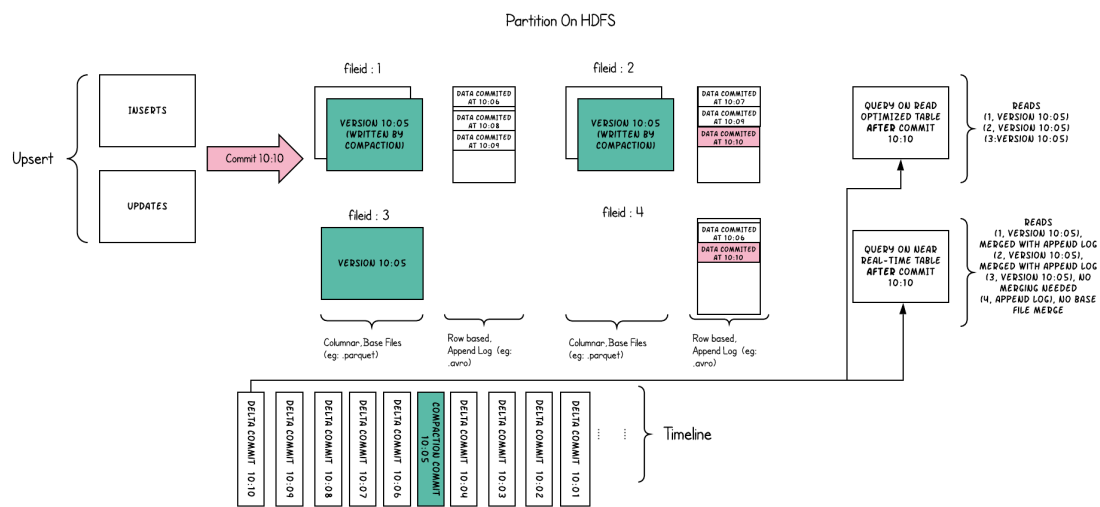 Partition On HDFS
fileid : 1
fileid : 2
INSERTS
UPDATES
Upsert
Commit 10:10
VERSION 10:05
(WRITTEN BY
COMPACTION)
DATA COMMITED
AT 10:06
DATA COMMITED
AT 10:08
DATA COMMITED
AT 10:09
VERSION 10:05
(WRITTEN BY
COMPACTION)
DATA COMMITED
AT 10:07
DATA COMMITED
AT 10:09
DATA COMMITED
AT 10:10
QUERY ON READ
OPTIMIZED TABLE
AFTER COMMIT
10:10
READS
(1, VERSION 10:05)
(2, VERSION 10:05)
(3:VERSION 10:05)
fileid : 3
fileid : 4
VERSION 10:05
DATA COMMITED
AT 10:06
DATA COMMITED
AT 10:10
QUERY ON NEAR
REAL-TIME TABLE
AFTER COMMIT
10:10
READS
(1, VERSION 10:05),
MERGED WITH APPEND LOG
(2, VERSION 10:05),
MERGED WITH APPEND LOG
(3, VERSION 10:05), NO
MERGING NEEDED
(4, APPEND LOG), NO BASE
FILE MERGE
Columnar,Base Files
(eg: .parquet)
Row based,
Append Log (eg:
.avro)
Columnar,Base Files
(eg: .parquet)
Row based,
Append Log (eg:
.avro)
DELTA COMMIT 10:10
DELTA COMMIT 10:09
DELTA COMMIT 10:08
DELTA COMMIT 10:07
DELTA COMMIT 10:06
COMPACTION COMMIT
10:05
DELTA COMMIT 10:04
DELTA COMMIT 10:03
DELTA COMMIT 10:02
DELTA COMMIT 10:01
Timeline